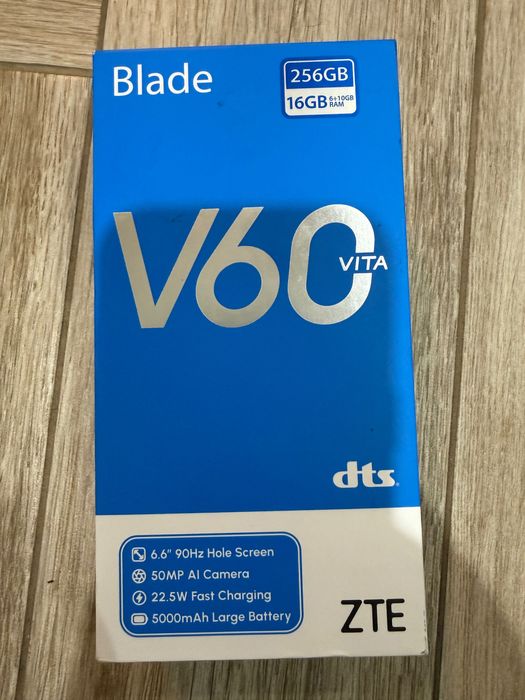 Blade
256GB
16GB 6+10GB RAM
V60 VITA
dts
6.6" 90Hz Hole Screen
50MP AI Camera
22.5W Fast Charging
5000mAh Large Battery
ZTE